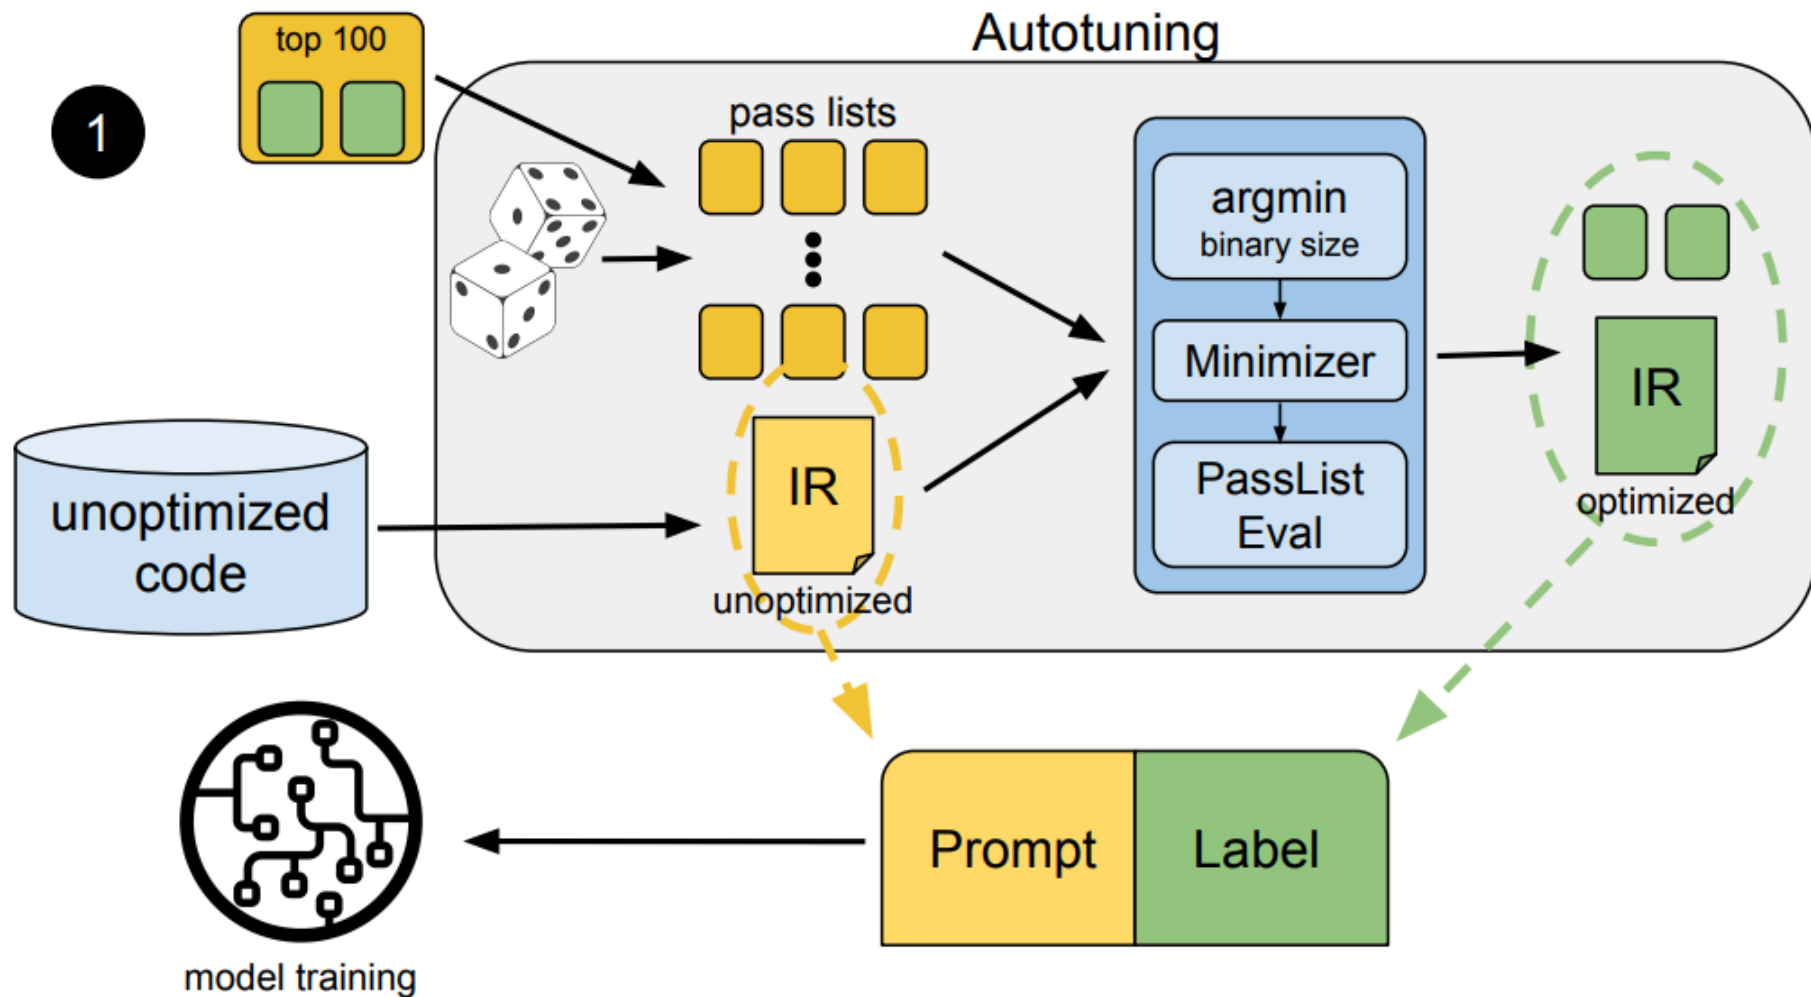 Autotuning
top 100
1
pass lists
argmin
binary size
Minimizer
PassList
Eval
IR
optimized
unoptimized
code
IR
unoptimized
Prompt
Label
model training